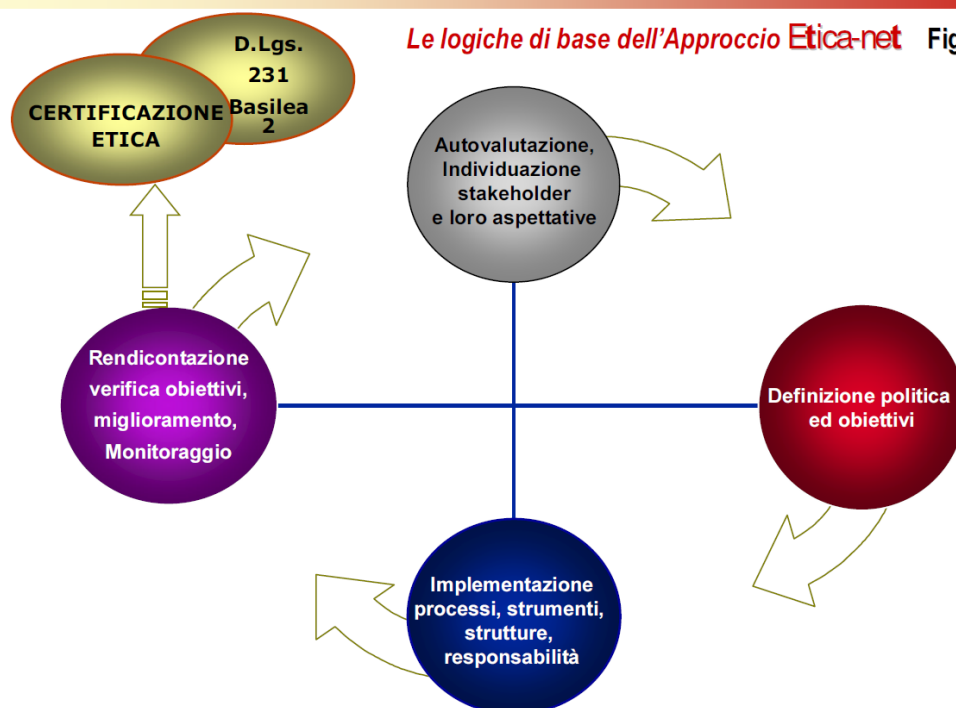 Le logiche di base dell'Approccio Etica-net Fig
D.Lgs.
231
Basilea
2
CERTIFICAZIONE
ETICA
Autovalutazione,
Individuazione
stakeholder
e loro aspettative
Rendicontazione
verifica obiettivi,
miglioramento,
Monitoraggio
Definizione politica
ed obiettivi
Implementazione
processi, strumenti,
strutture,
responsabilità